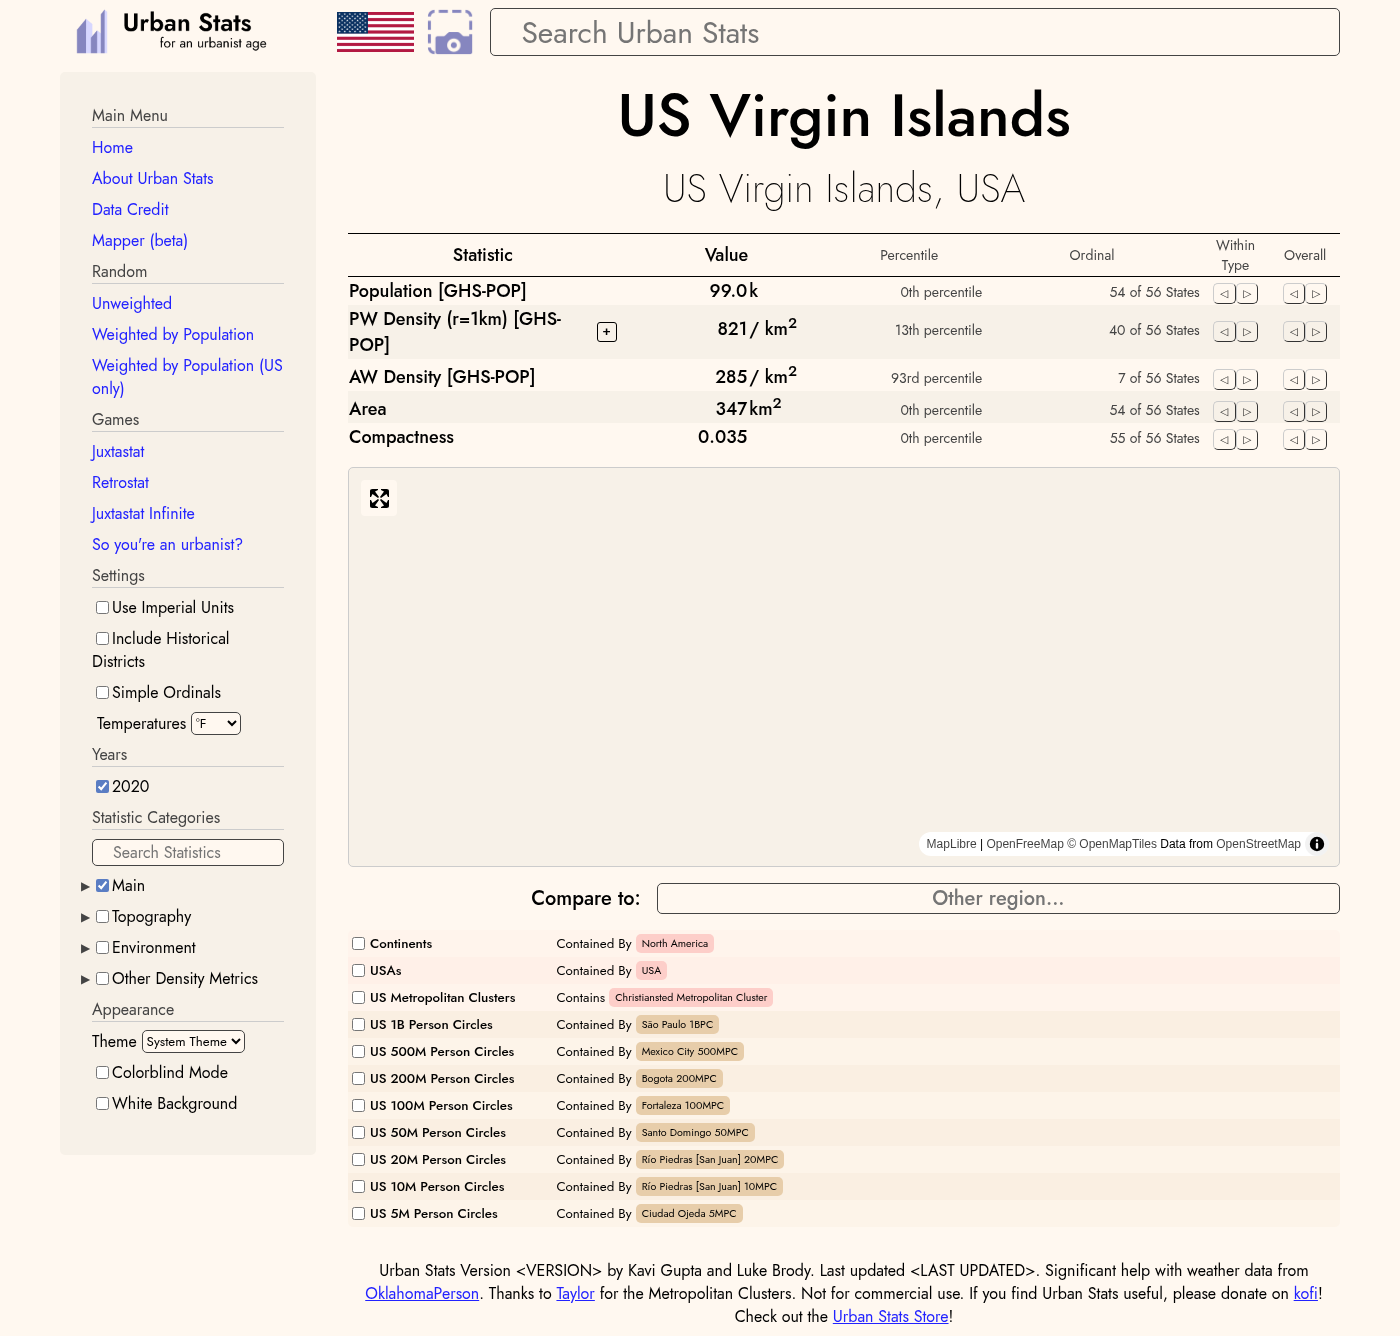 Urban Stats
for an urbanist age
Search Urban Stats
Main Menu
Home
About Urban Stats
Data Credit
Mapper (beta)
Random
Unweighted
Weighted by Population
Weighted by Population (US
only)
Games
Juxtastat
Retrostat
Juxtastat Infinite
So you're an urbanist?
Settings
Use Imperial Units
Include Historical
Districts
Simple Ordinals
Temperatures °F
Years
2020
Statistic Categories
Search Statistics
Main
Topography
Environment
Other Density Metrics
Appearance
Theme System Theme
Colorblind Mode
White Background
US Virgin Islands
US Virgin Islands, USA
Statistic Value Percentile Ordinal Within Type Overall
Population [GHS-POP] 99.0k 0th percentile 54 of 56 States
PW Density (r=1km) [GHS-
POP] + 821/ km² 13th percentile 40 of 56 States
AW Density [GHS-POP] 285/ km² 93rd percentile 7 of 56 States
Area 347km² 0th percentile 54 of 56 States
Compactness 0.035 0th percentile 55 of 56 States
MapLibre | OpenFreeMap © OpenMapTiles Data from OpenStreetMap
Compare to: Other region...
Continents Contained By North America
USAs Contained By USA
US Metropolitan Clusters Contains Christiansted Metropolitan Cluster
US 1B Person Circles Contained By São Paulo 1BPC
US 500M Person Circles Contained By Mexico City 500MPC
US 200M Person Circles Contained By Bogota 200MPC
US 100M Person Circles Contained By Fortaleza 100MPC
US 50M Person Circles Contained By Santo Domingo 50MPC
US 20M Person Circles Contained By Río Piedras [San Juan] 20MPC
US 10M Person Circles Contained By Río Piedras [San Juan] 10MPC
US 5M Person Circles Contained By Ciudad Ojeda 5MPC
Urban Stats Version <VERSION> by Kavi Gupta and Luke Brody. Last updated <LAST UPDATED>. Significant help with weather data from
OklahomaPerson. Thanks to Taylor for the Metropolitan Clusters. Not for commercial use. If you find Urban Stats useful, please donate on kofi!
Check out the Urban Stats Store!